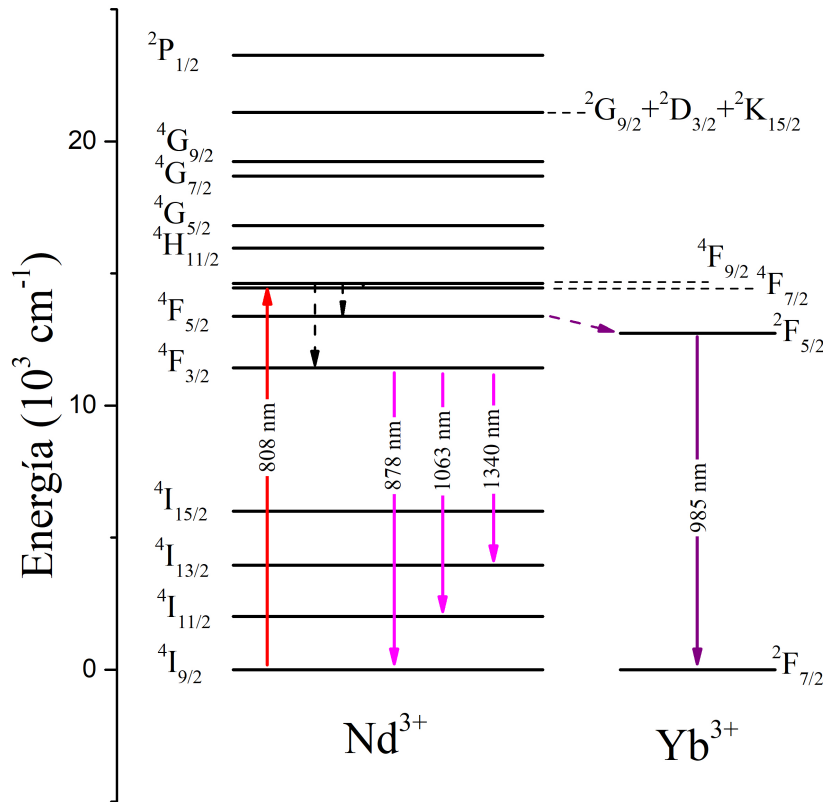 ²P₁/₂
²G₉/₂+²D₃/₂+²K₁₅/₂
20
⁴G₉/₂
⁴G₇/₂
⁴G₅/₂
⁴H₁₁/₂
⁴F₉/₂
⁴F₇/₂
⁴F₅/₂
²F₅/₂
⁴F₃/₂
10
Energía (10³ cm⁻¹)
808 nm
878 nm
1063 nm
1340 nm
985 nm
⁴I₁₅/₂
⁴I₁₃/₂
⁴I₁₁/₂
0
⁴I₉/₂
²F₇/₂
Nd³⁺
Yb³⁺